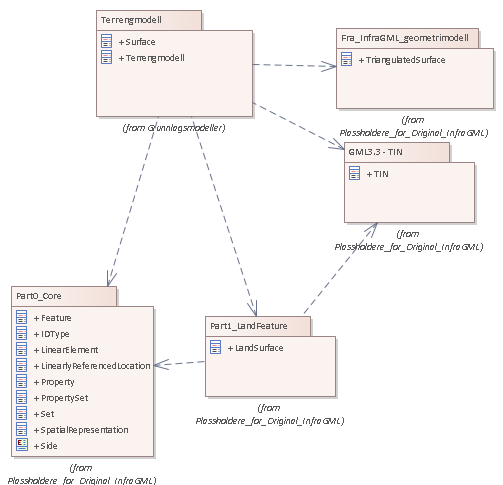 Terrengmodell
+ Surface
+ Terrengmodell
(from Grunnlagsmodeller)
Fra_InfraGML_geometrimodell
+ TriangulatedSurface
(from
Plassholdere_for_Original_InfraGML)
GML3.3 - TIN
+ TIN
(from
Plassholdere_for_Original_InfraGML)
Part0_Core
+ Feature
+ IDType
+ LinearElement
+ LinearlyReferencedLocation
+ Property
+ PropertySet
+ Set
+ SpatialRepresentation
+ Side
(from
Plassholdere_for_Original_InfraGML)
Part1_LandFeature
+ LandSurface
(from
Plassholdere_for_Original_InfraGML)